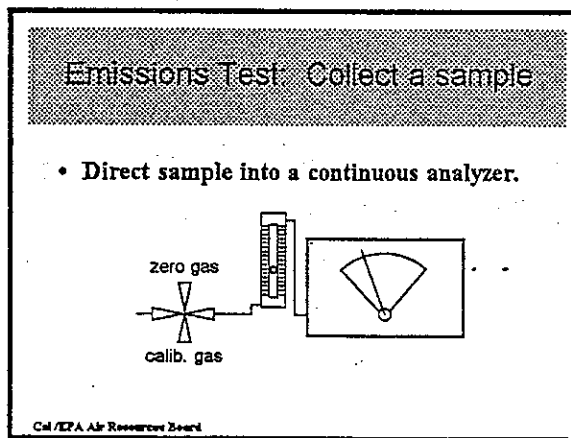 Emissions Test: Collect a sample
• Direct sample into a continuous analyzer.
zero gas
calib. gas
Cal/EPA Air Resources Board